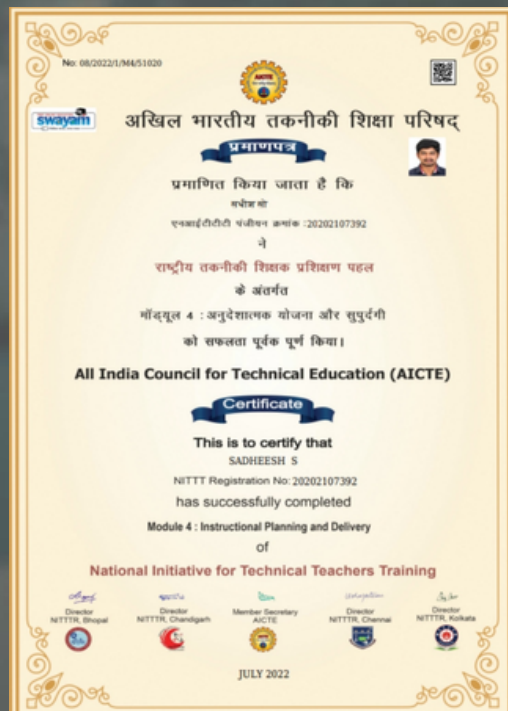 No: 08/2022/1/M4/51020
AICTE
swayam
अखिल भारतीय तकनीकी शिक्षा परिषद्
प्रमाणपत्र
प्रमाणित किया जाता है कि
एनआईटीटीटी पंजीयन क्रमांक :20202107392
ने
राष्ट्रीय तकनीकी शिक्षक प्रशिक्षण पहल
के अंतर्गत
मॉड्यूल 4 : अनुदेशात्मक योजना और सुपुर्दगी
को सफलता पूर्वक पूर्ण किया।
All India Council for Technical Education (AICTE)
Certificate
This is to certify that
SADHEESH S
NITTT Registration No: 20202107392
has successfully completed
Module 4 : Instructional Planning and Delivery
of
National Initiative for Technical Teachers Training
Director Director Member Secretary Director Director
NITTTR, Bhopal NITTTR, Chandigarh AICTE NITTTR, Chennai NITTTR, Kolkata
JULY 2022